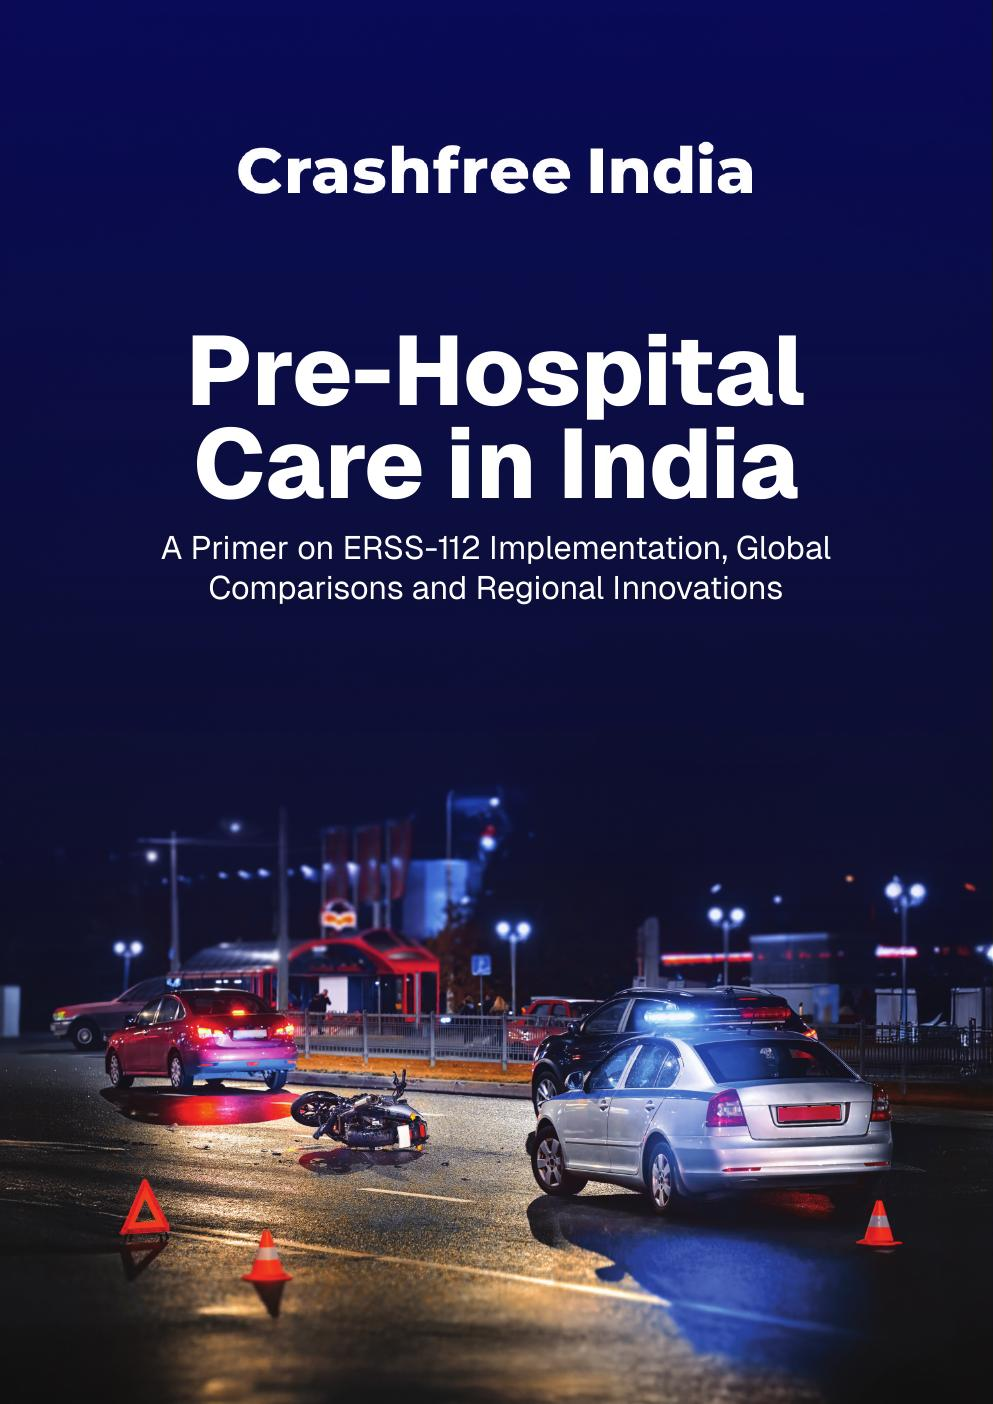 Crashfree India
Pre-Hospital
Care in India
A Primer on ERSS-112 Implementation, Global
Comparisons and Regional Innovations